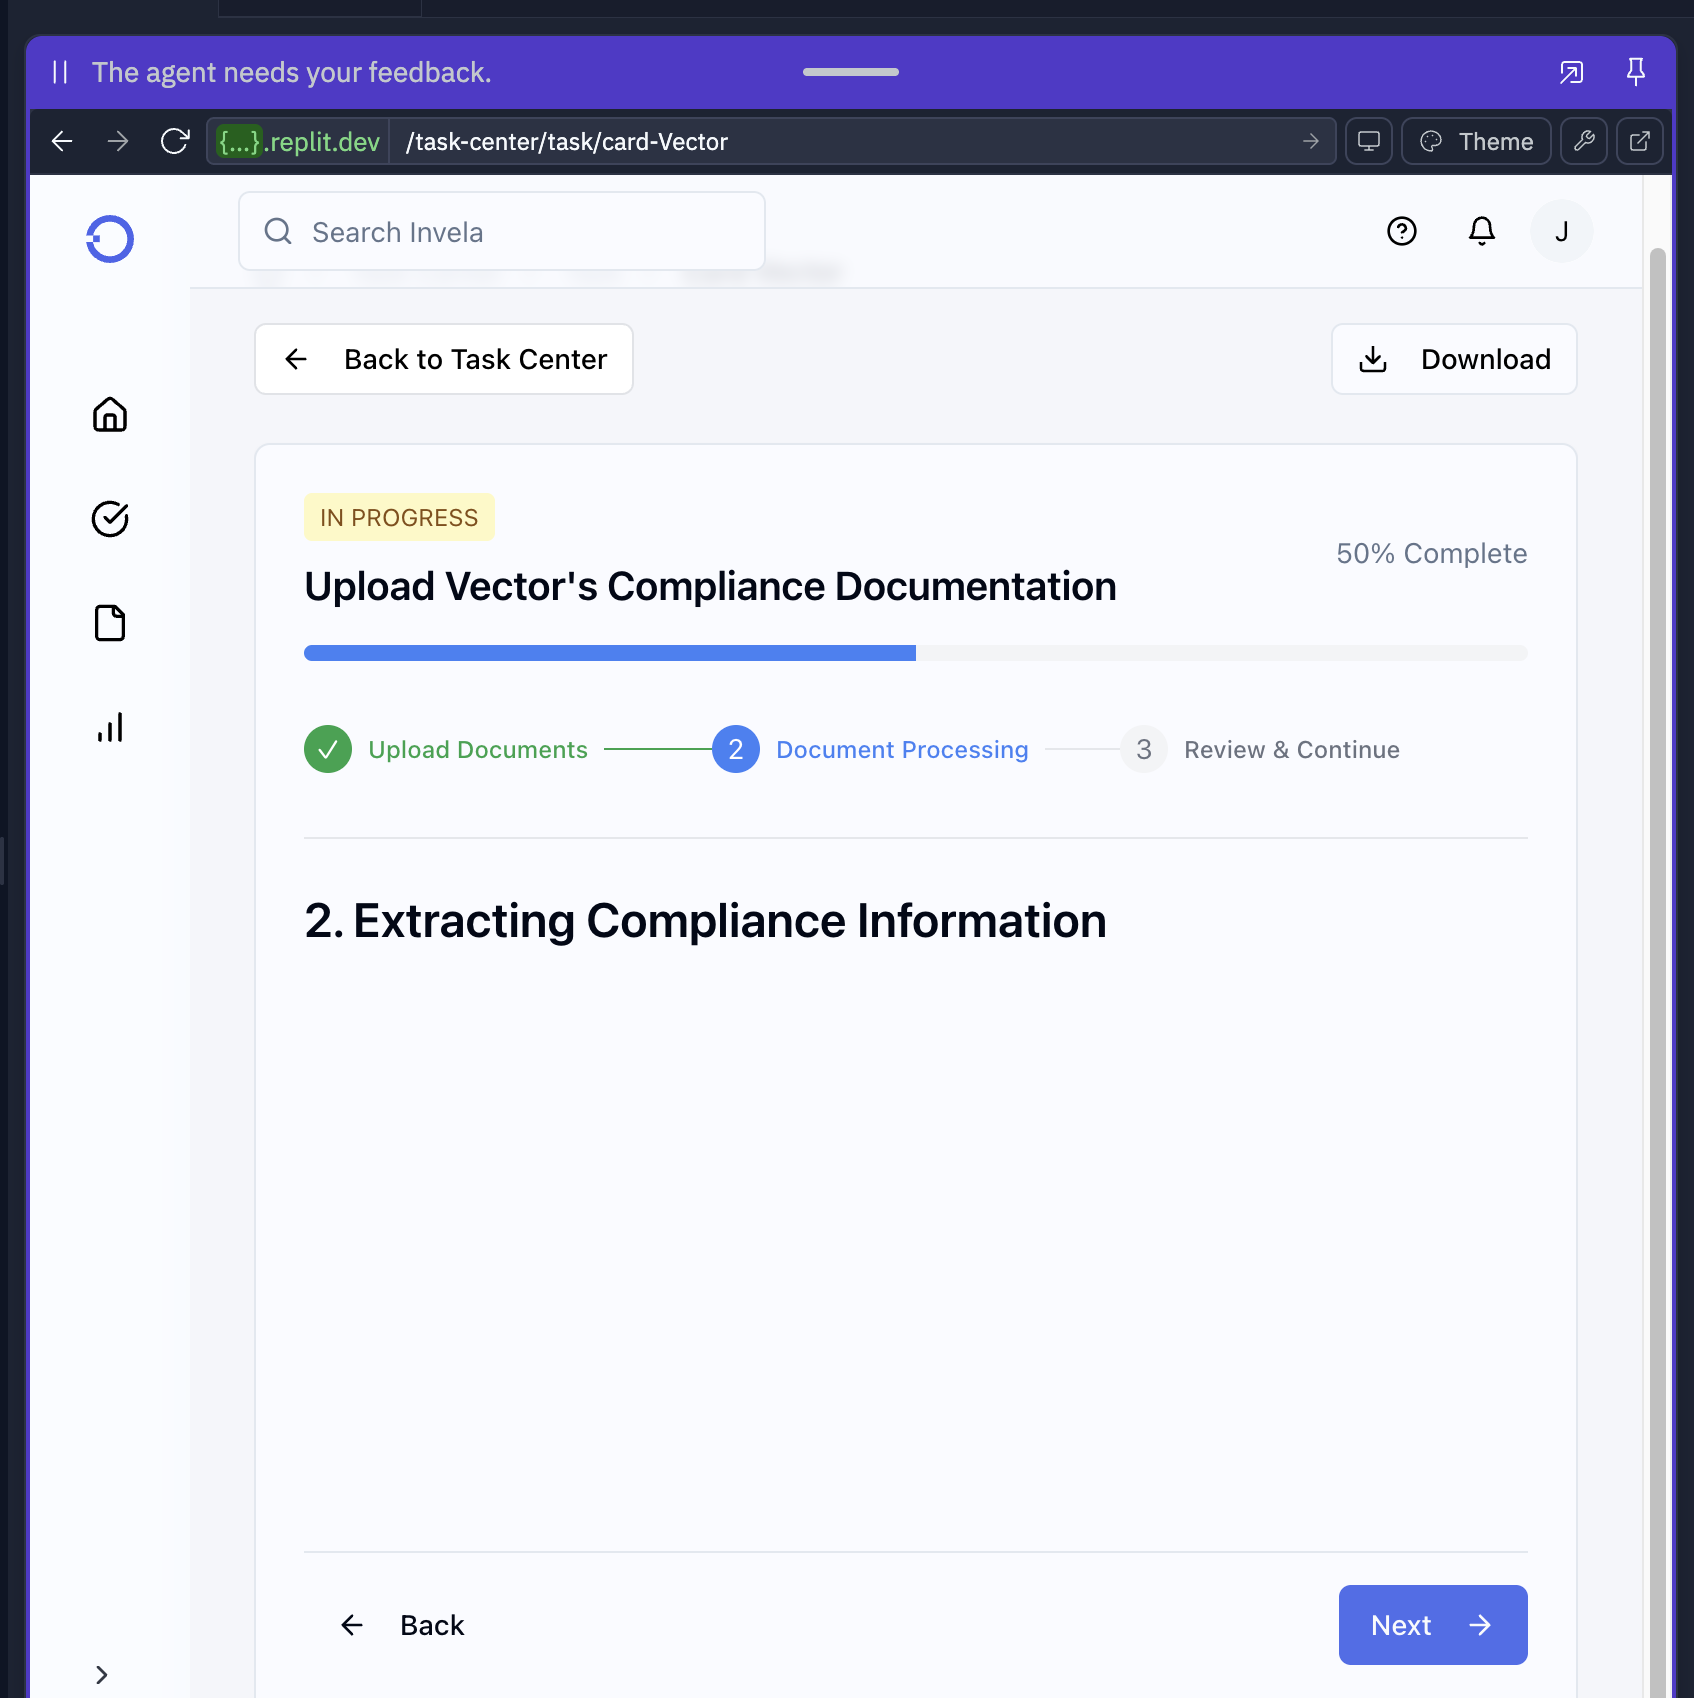 The agent needs your feedback.
{...}.replit.dev /task-center/task/card-Vector Theme
Search Invela
J
Back to Task Center
Download
IN PROGRESS
50% Complete
Upload Vector's Compliance Documentation
Upload Documents 2 Document Processing 3 Review & Continue
2. Extracting Compliance Information
Back
Next